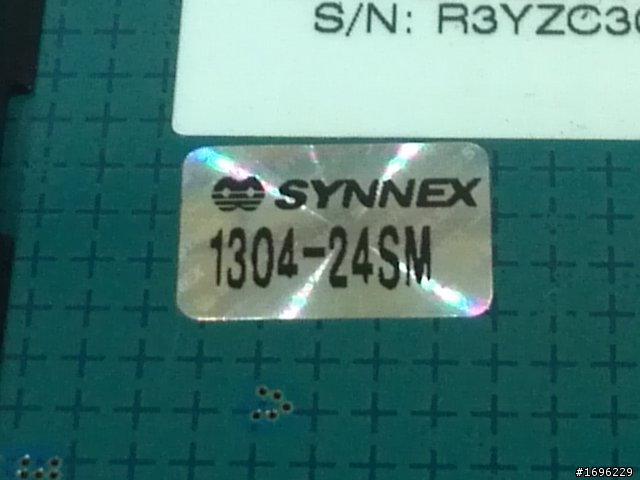 S/N: R3YZC3
SYNNEX
1304-24SM
#1696229